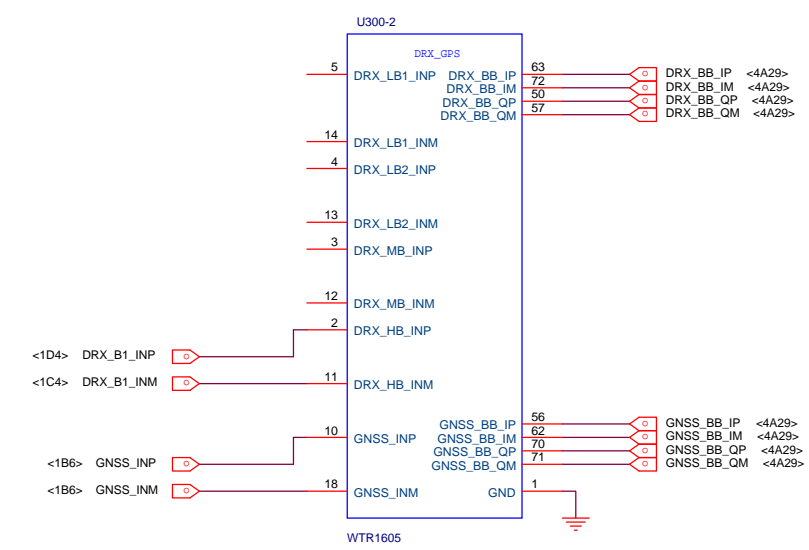 U300-2
DRX_GPS
5 DRX_LB1_INP DRX_BB_IP 63 DRX_BB_IP <4A29>
DRX_BB_IM 72 DRX_BB_IM <4A29>
DRX_BB_QP 50 DRX_BB_QP <4A29>
DRX_BB_QM 57 DRX_BB_QM <4A29>
14 DRX_LB1_INM
4 DRX_LB2_INP
13 DRX_LB2_INM
3 DRX_MB_INP
12 DRX_MB_INM
2 DRX_HB_INP
<1D4> DRX_B1_INP
<1C4> DRX_B1_INM 11 DRX_HB_INM
GNSS_BB_IP 56 GNSS_BB_IP <4A29>
10 GNSS_INP GNSS_BB_IM 62 GNSS_BB_IM <4A29>
GNSS_BB_QP 70 GNSS_BB_QP <4A29>
<1B6> GNSS_INP GNSS_BB_QM 71 GNSS_BB_QM <4A29>
<1B6> GNSS_INM 18 GNSS_INM GND 1
WTR1605